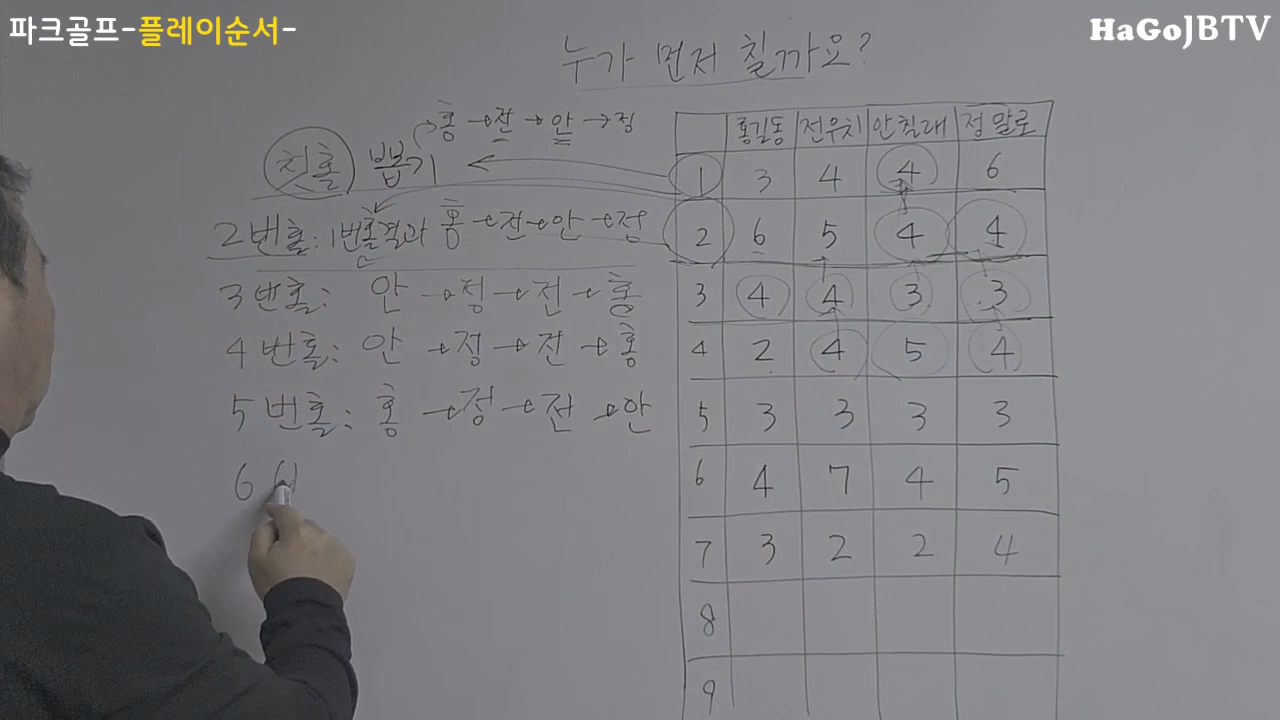 파크골프-플레이순서-
HaGoJBTV
누가 먼저 칠까요?
홍→전→안→정
첫홀 뽑기
2번홀: 1번홀결과 홍→전→안→정
3번홀: 안→정→전→홍
4번홀: 안→정→전→홍
5번홀: 홍→정→전→안
6
홍길동 전우치 안칠래 정말로
1 3 4 4 6
2 6 5 4 4
3 4 4 3 3
4 2 4 5 4
5 3 3 3 3
6 4 7 4 5
7 3 2 2 4
8
9